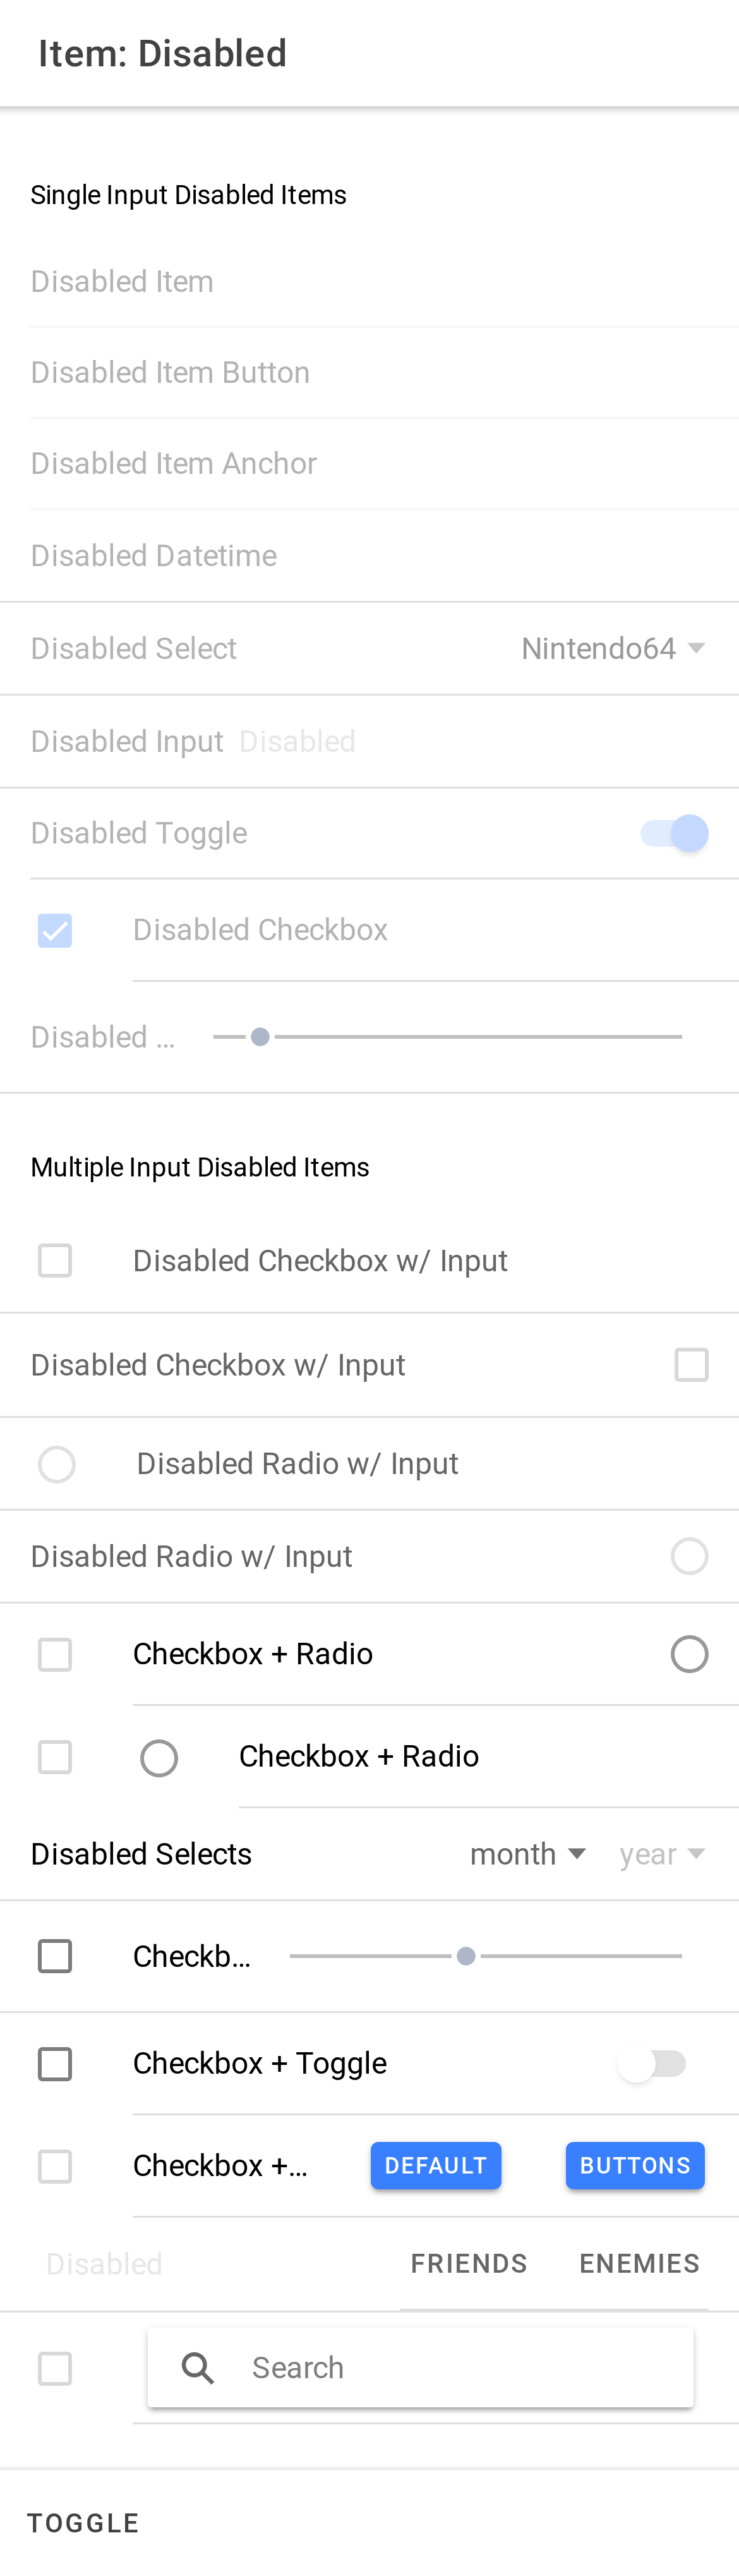 Item: Disabled
Single Input Disabled Items
Disabled Item
Disabled Item Button
Disabled Item Anchor
Disabled Datetime
Disabled Select Nintendo64
Disabled Input Disabled
Disabled Toggle
Disabled Checkbox
Disabled ...
Multiple Input Disabled Items
Disabled Checkbox w/ Input
Disabled Checkbox w/ Input
Disabled Radio w/ Input
Disabled Radio w/ Input
Checkbox + Radio
Checkbox + Radio
Disabled Selects month year
Checkb...
Checkbox + Toggle
Checkbox +... DEFAULT BUTTONS
Disabled FRIENDS ENEMIES
Search
TOGGLE